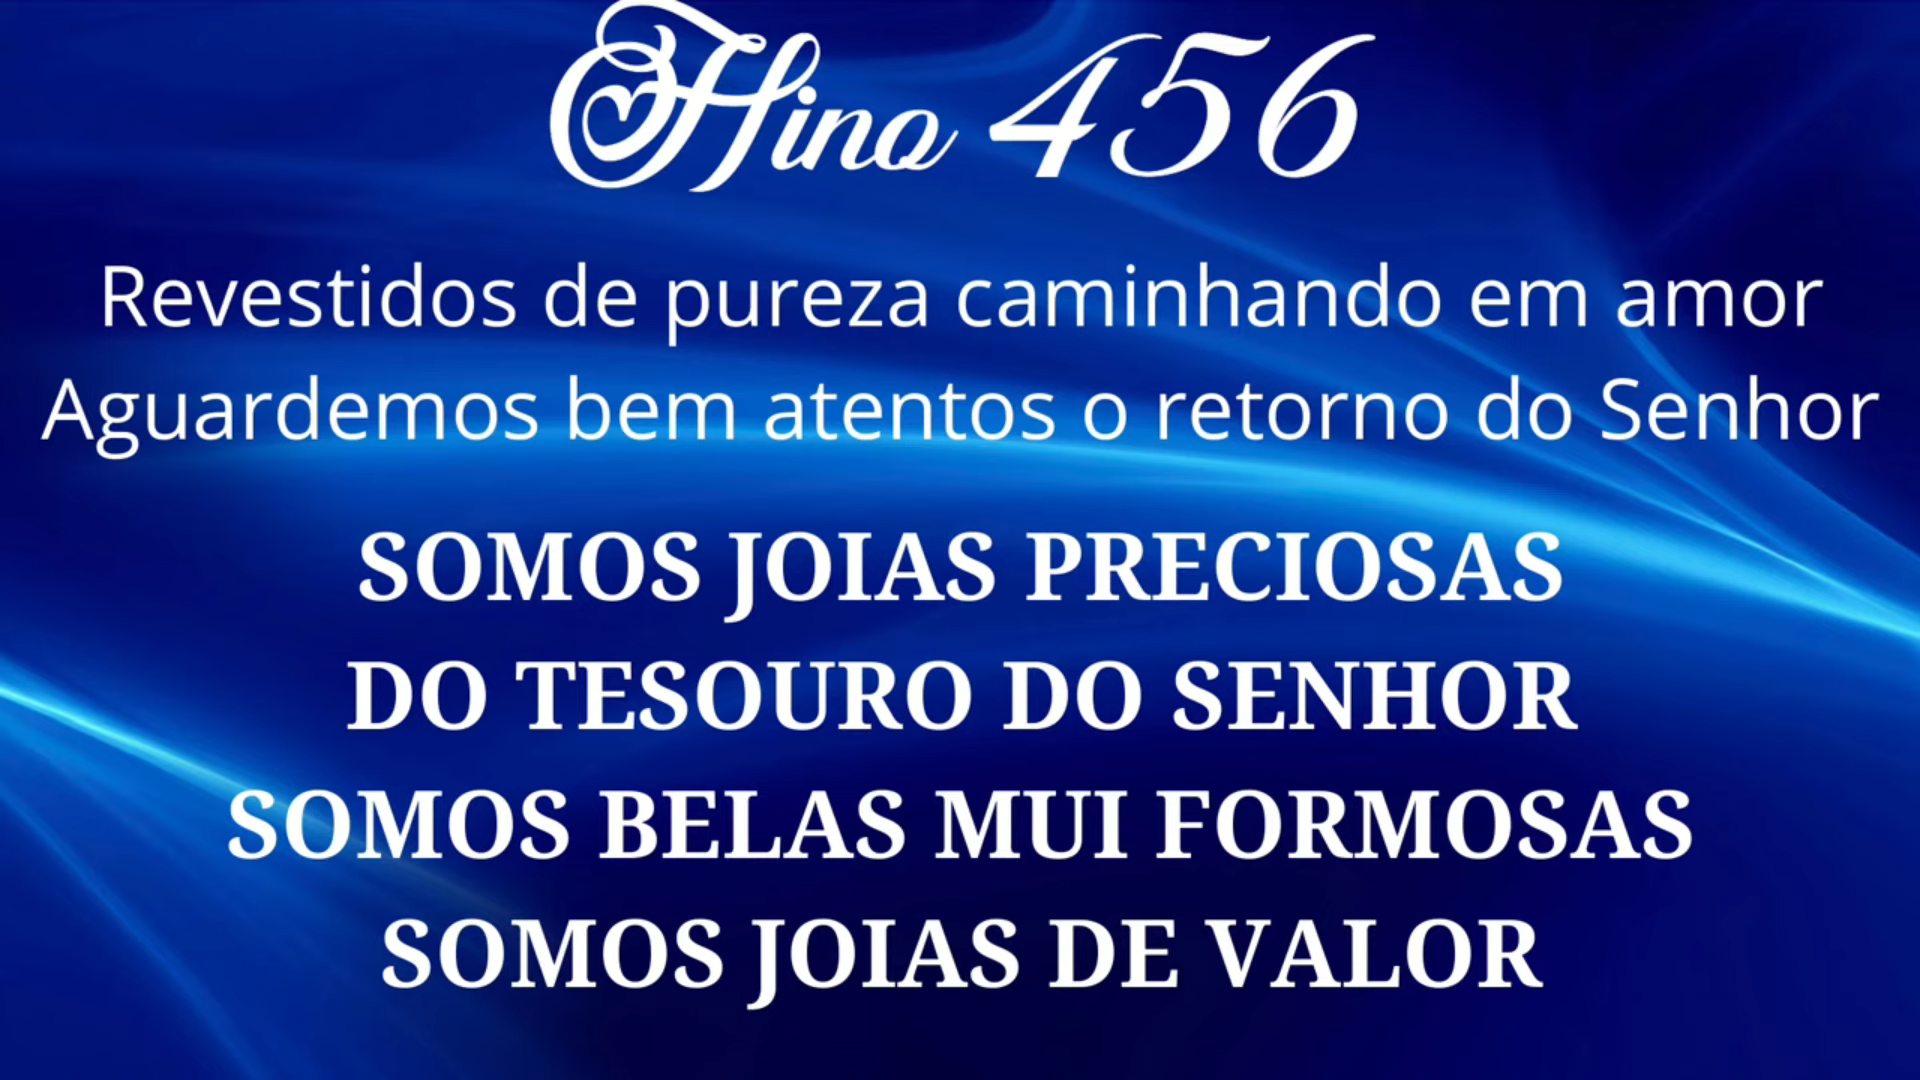 Hino 456
Revestidos de pureza caminhando em amor
Aguardemos bem atentos o retorno do Senhor
SOMOS JOIAS PRECIOSAS
DO TESOURO DO SENHOR
SOMOS BELAS MUI FORMOSAS
SOMOS JOIAS DE VALOR